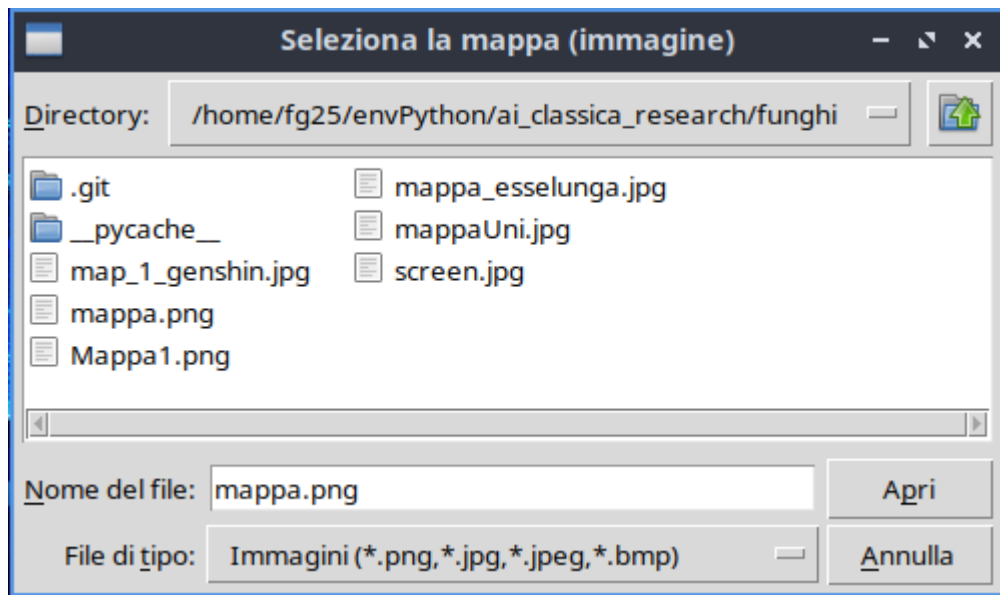 Seleziona la mappa (immagine)
Directory: /home/fg25/envPython/ai_classica_research/funghi
.git
__pycache__
map_1_genshin.jpg
mappa.png
Mappa1.png
mappa_esselunga.jpg
mappaUni.jpg
screen.jpg
Nome del file: mappa.png Apri
File di tipo: Immagini (*.png,*.jpg,*.jpeg,*.bmp) Annulla